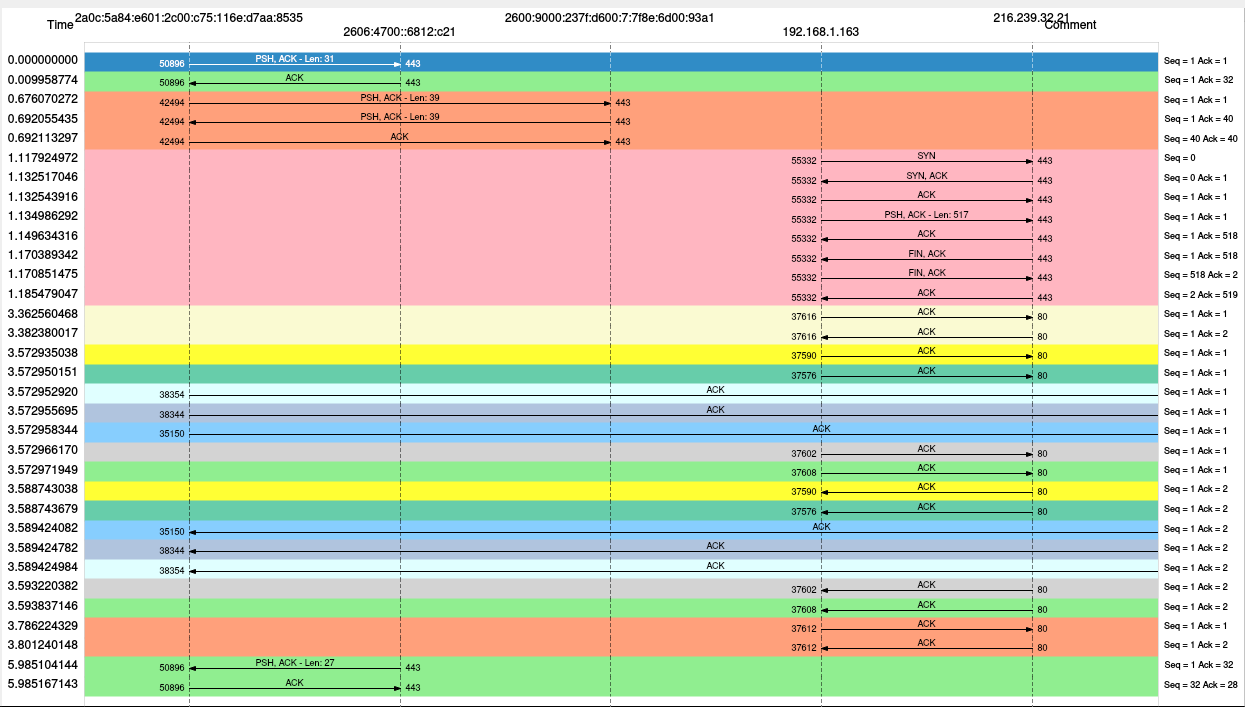 Time 2a0c:5a84:e601:2c00:c75:116e:d7aa:8535 2606:4700::6812:c21 2600:9000:237f:d600:7:7f8e:6d00:93a1 192.168.1.163 216.239.32.21 Comment
0.000000000 50896 PSH, ACK - Len: 31 443 Seq = 1 Ack = 1
0.009958774 50896 ACK 443 Seq = 1 Ack = 32
0.676070272 42494 PSH, ACK - Len: 39 443 Seq = 1 Ack = 1
0.692055435 42494 PSH, ACK - Len: 39 443 Seq = 1 Ack = 40
0.692113297 42494 ACK 443 Seq = 40 Ack = 40
1.117924972 55332 SYN 443 Seq = 0
1.132517046 55332 SYN, ACK 443 Seq = 0 Ack = 1
1.132543916 55332 ACK 443 Seq = 1 Ack = 1
1.134986292 55332 PSH, ACK - Len: 517 443 Seq = 1 Ack = 1
1.149634316 55332 ACK 443 Seq = 1 Ack = 518
1.170389342 55332 FIN, ACK 443 Seq = 1 Ack = 518
1.170851475 55332 FIN, ACK 443 Seq = 518 Ack = 2
1.185479047 55332 ACK 443 Seq = 2 Ack = 519
3.362560468 37616 ACK 80 Seq = 1 Ack = 1
3.382380017 37616 ACK 80 Seq = 1 Ack = 2
3.572935038 37590 ACK 80 Seq = 1 Ack = 1
3.572950151 37576 ACK 80 Seq = 1 Ack = 1
3.572952920 38354 ACK Seq = 1 Ack = 1
3.572955695 38344 ACK Seq = 1 Ack = 1
3.572958344 35150 ACK Seq = 1 Ack = 1
3.572966170 37602 ACK 80 Seq = 1 Ack = 1
3.572971949 37608 ACK 80 Seq = 1 Ack = 1
3.588743038 37590 ACK 80 Seq = 1 Ack = 2
3.588743679 37576 ACK 80 Seq = 1 Ack = 2
3.589424082 35150 ACK Seq = 1 Ack = 2
3.589424782 38344 ACK Seq = 1 Ack = 2
3.589424984 38354 ACK Seq = 1 Ack = 2
3.593220382 37602 ACK 80 Seq = 1 Ack = 2
3.593837146 37608 ACK 80 Seq = 1 Ack = 2
3.786224329 37612 ACK 80 Seq = 1 Ack = 1
3.801240148 37612 ACK 80 Seq = 1 Ack = 2
5.985104144 50896 PSH, ACK - Len: 27 443 Seq = 1 Ack = 32
5.985167143 50896 ACK 443 Seq = 32 Ack = 28